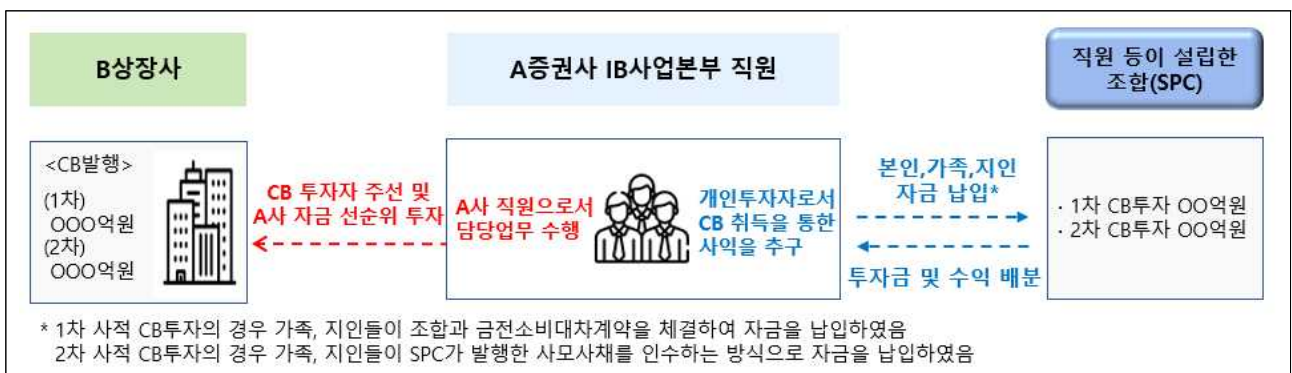 B상장사
A증권사 IB사업본부 직원
직원 등이 설립한
조합(SPC)
<CB발행>
(1차)
OOO억원
(2차)
OOO억원
CB 투자자 주선 및
A사 자금 선순위 투자
A사 직원으로서
담당업무 수행
개인투자자로서
CB 취득을 통한
사익을 추구
본인,가족,지인
자금 납입*
투자금 및 수익 배분
· 1차 CB투자 OO억원
· 2차 CB투자 OO억원
* 1차 사적 CB투자의 경우 가족, 지인들이 조합과 금전소비대차계약을 체결하여 자금을 납입하였음
2차 사적 CB투자의 경우 가족, 지인들이 SPC가 발행한 사모사채를 인수하는 방식으로 자금을 납입하였음